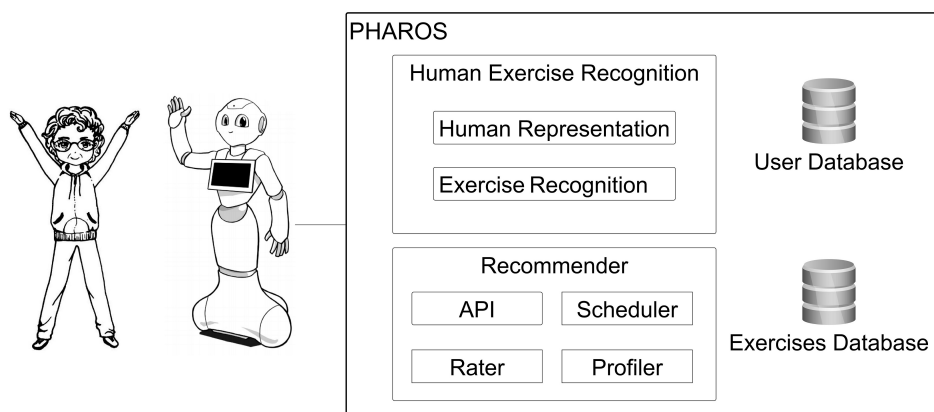 PHAROS
Human Exercise Recognition
Human Representation
Exercise Recognition
User Database
Recommender
API
Scheduler
Rater
Profiler
Exercises Database